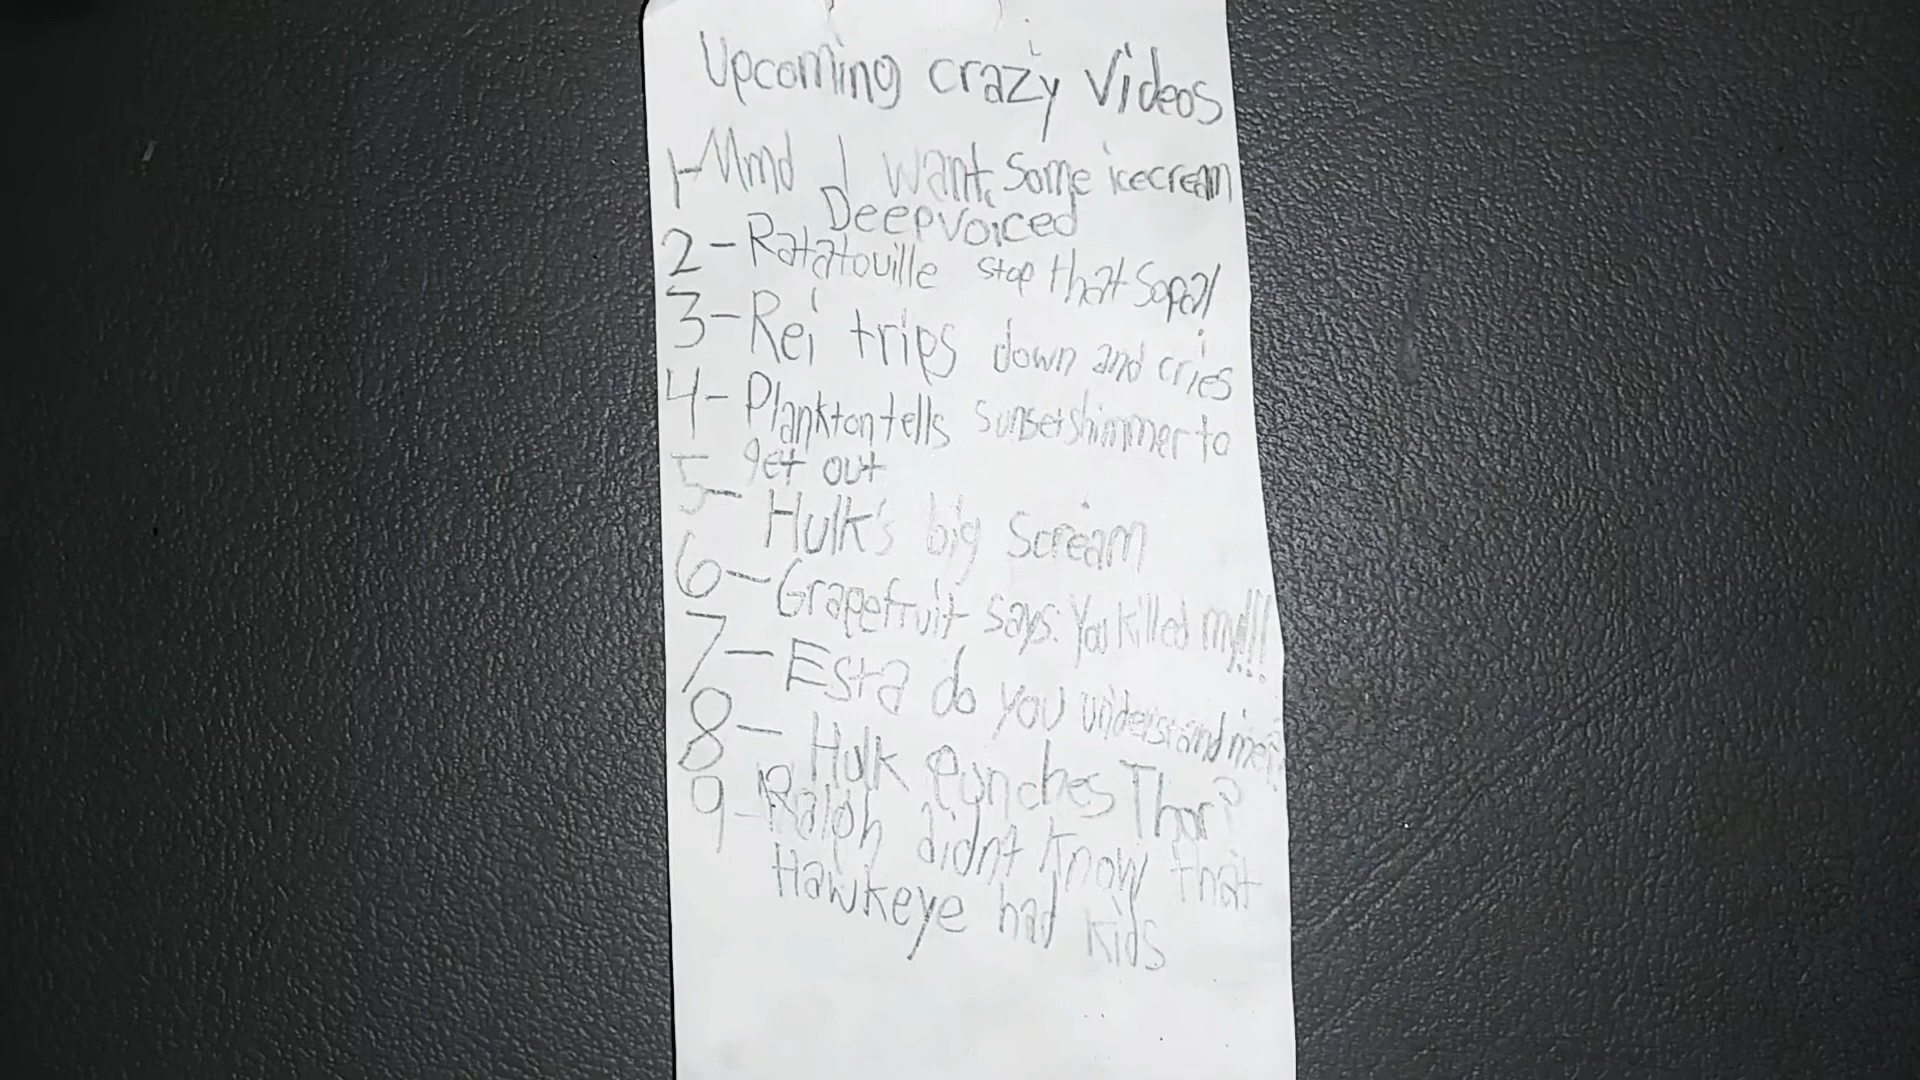 Upcoming crazy Videos
1-Mmd I want some icecream
Deepvoiced
2-Ratatouille stop that Sopa!
3-Rei trips down and cries
4-Plankton tells sunsetshimmer to
get out
5-
Hulk's big scream
6-Grapefruit says: You killed my!!!
7-Esta do you understand me?
8-Hulk punches Thor?
9-Ralph didnt know that
Hawkeye had kids